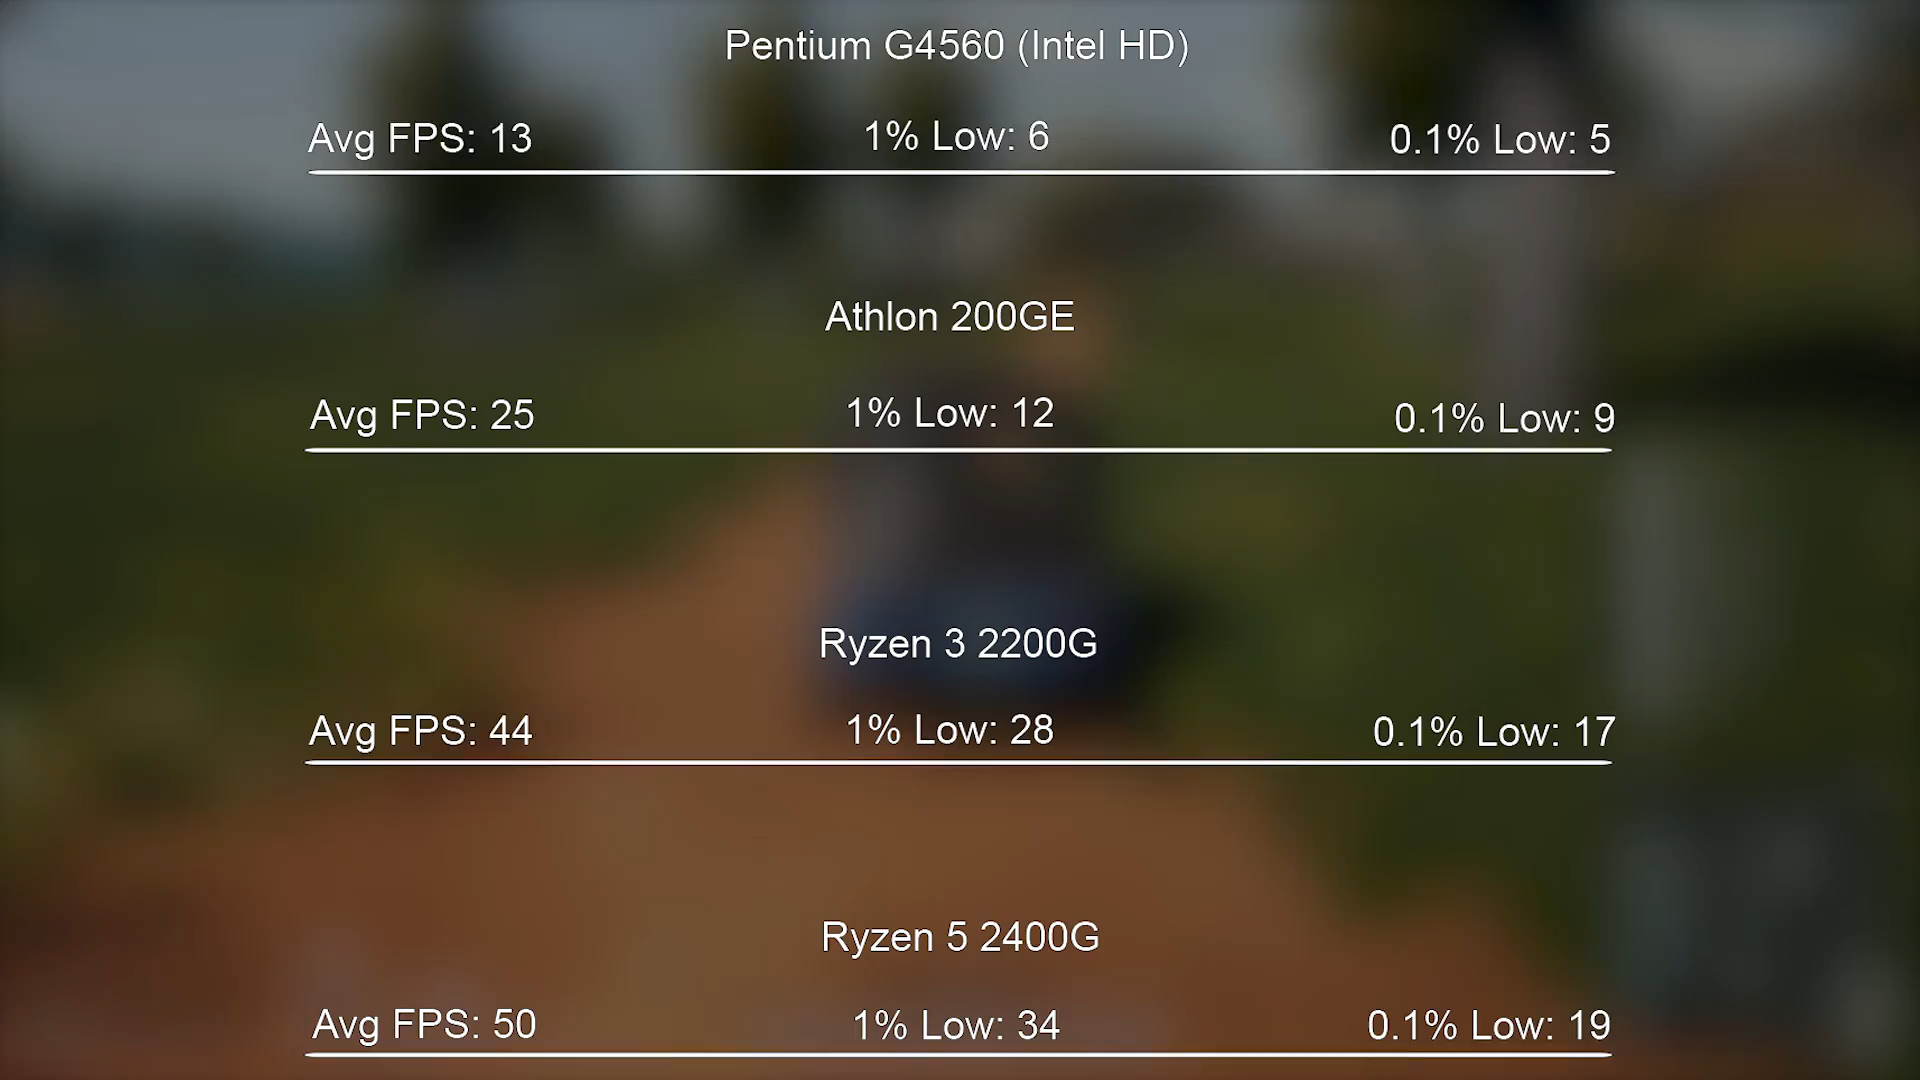 Pentium G4560 (Intel HD)
Avg FPS: 13 1% Low: 6 0.1% Low: 5
Athlon 200GE
Avg FPS: 25 1% Low: 12 0.1% Low: 9
Ryzen 3 2200G
Avg FPS: 44 1% Low: 28 0.1% Low: 17
Ryzen 5 2400G
Avg FPS: 50 1% Low: 34 0.1% Low: 19